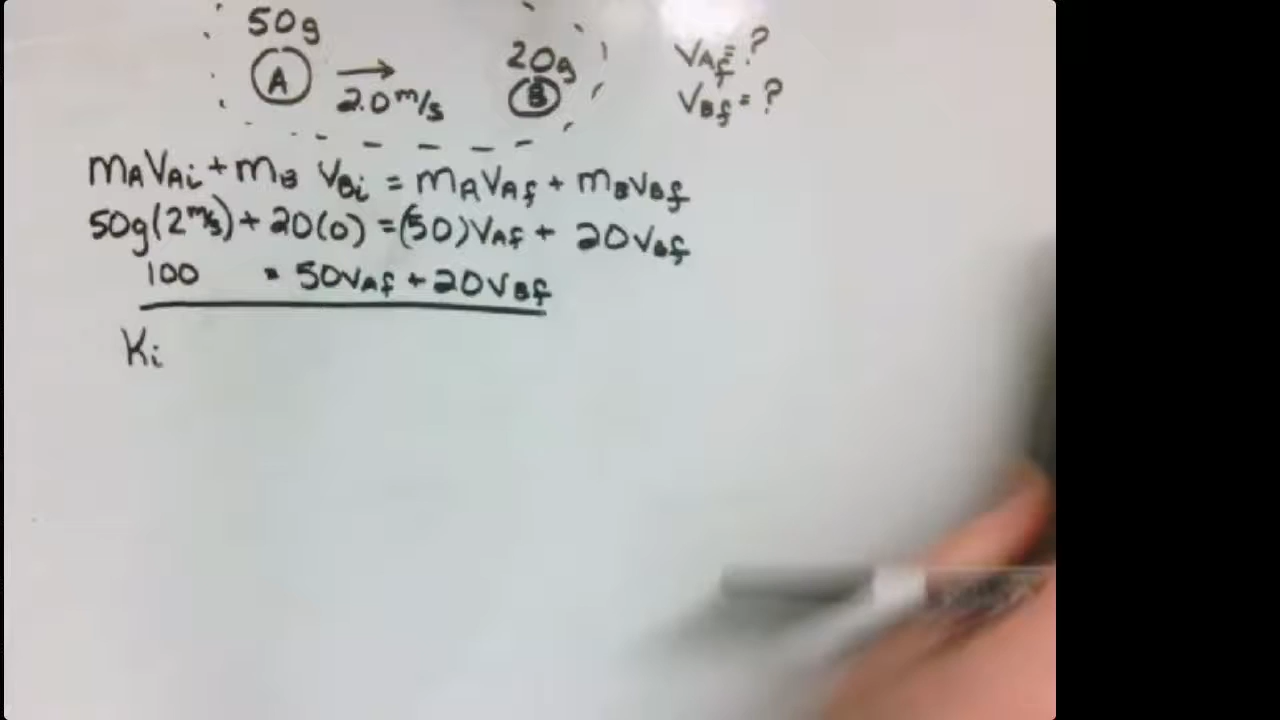 50g
20g
A
B
2.0 m/s
VAf = ?
VBf = ?
mAVAi + mB VBi = mAVAf + mBVBf
50g(2m/s) + 20(0) = (50)VAf + 20VBf
100 = 50VAf + 20VBf
Ki